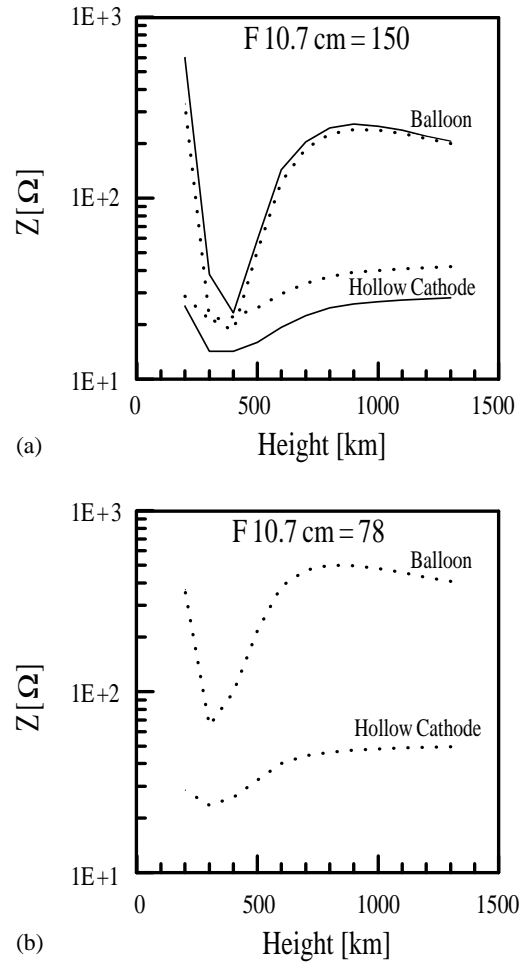 1E+3
F 10.7 cm = 150
Balloon
Z [Ω]
1E+2
Hollow Cathode
1E+1
0 500 1000 1500
(a) Height [km]
1E+3
F 10.7 cm = 78
Balloon
Z [Ω]
1E+2
Hollow Cathode
1E+1
0 500 1000 1500
(b) Height [km]